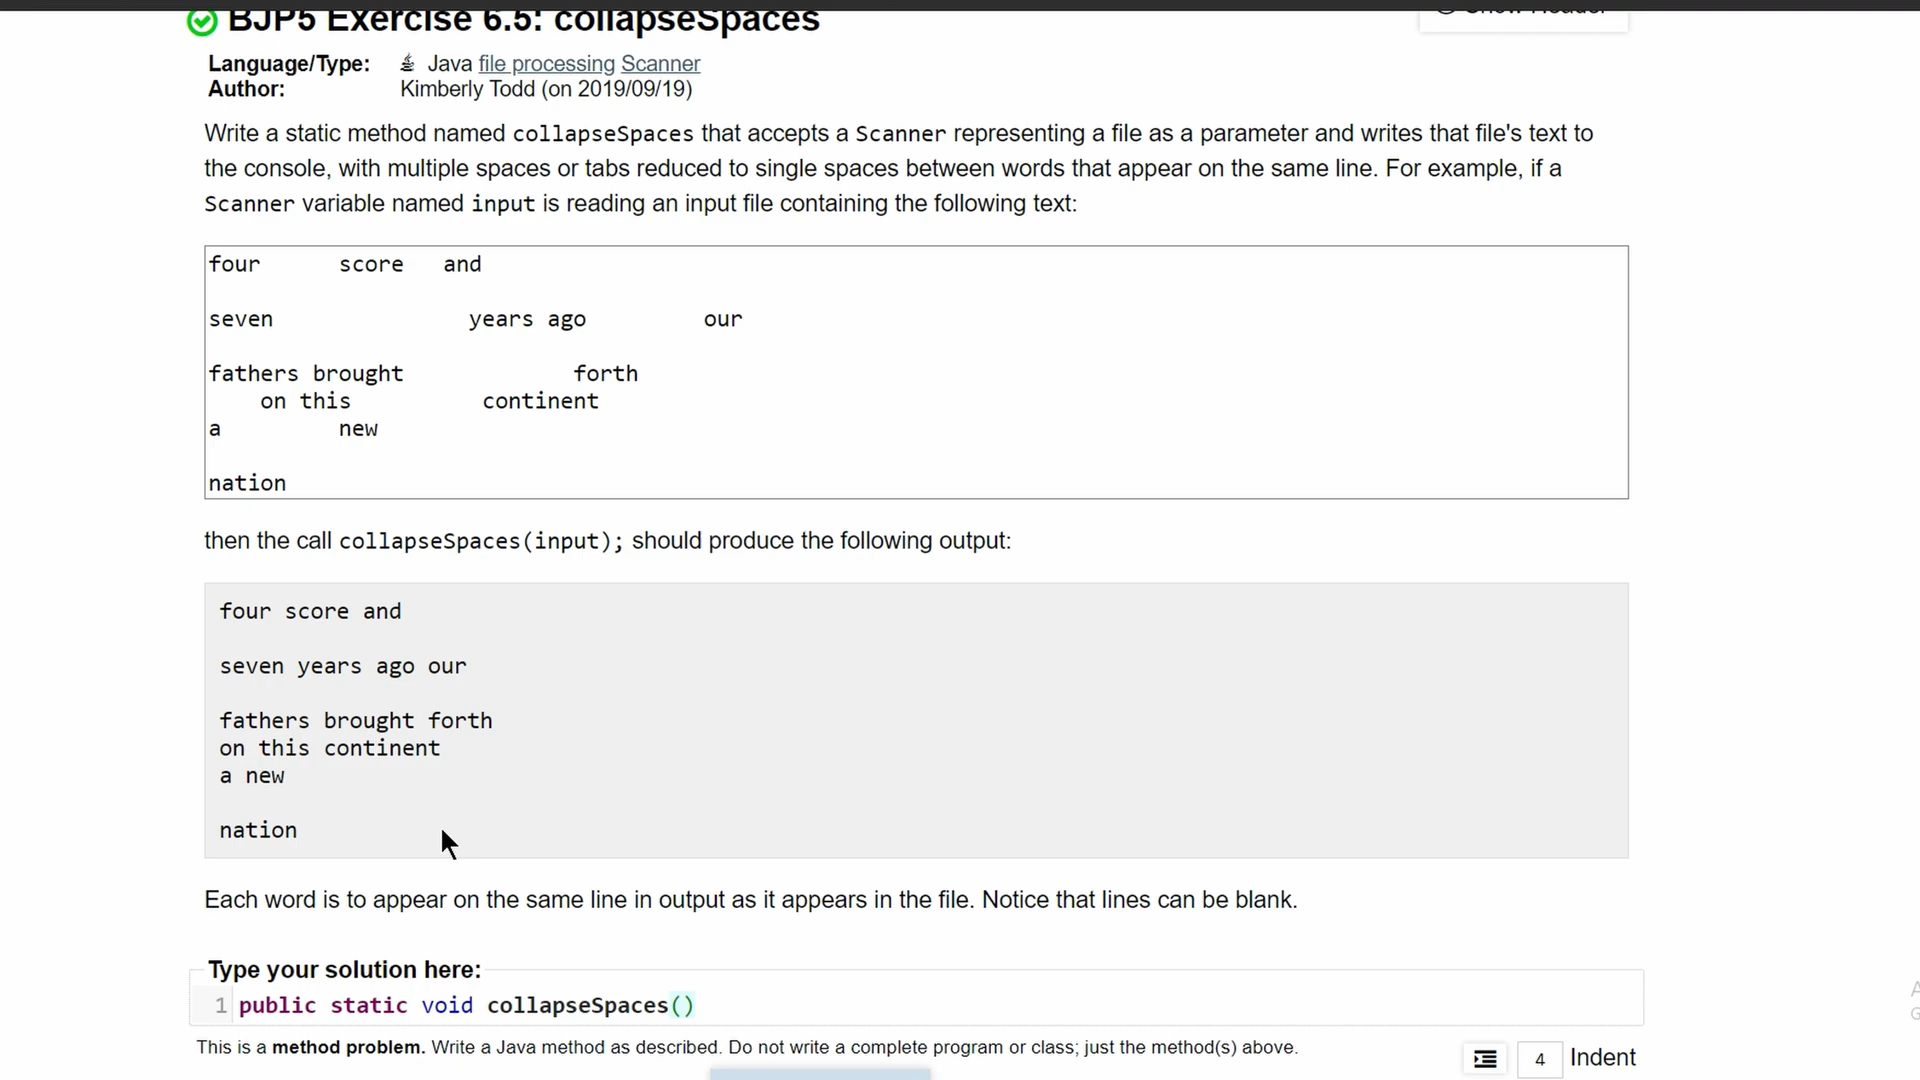 BJP5 Exercise 6.5: collapseSpaces
Language/Type: Java file processing Scanner
Author: Kimberly Todd (on 2019/09/19)
Write a static method named collapseSpaces that accepts a Scanner representing a file as a parameter and writes that file's text to
the console, with multiple spaces or tabs reduced to single spaces between words that appear on the same line. For example, if a
Scanner variable named input is reading an input file containing the following text:
four      score   and
seven               years ago         our
fathers brought             forth
    on this          continent
a         new
nation
then the call collapseSpaces(input); should produce the following output:
four score and
seven years ago our
fathers brought forth
on this continent
a new
nation
Each word is to appear on the same line in output as it appears in the file. Notice that lines can be blank.
Type your solution here:
1 public static void collapseSpaces()
This is a method problem. Write a Java method as described. Do not write a complete program or class; just the method(s) above.
4 Indent